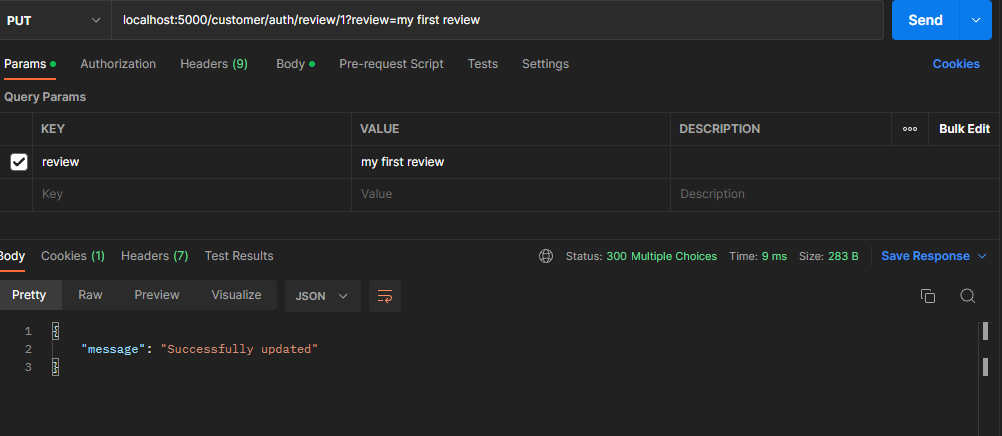 PUT localhost:5000/customer/auth/review/1?review=my first review Send
Params Authorization Headers (9) Body Pre-request Script Tests Settings Cookies
Query Params
KEY VALUE DESCRIPTION ooo Bulk Edit
review my first review
Key Value Description
Body Cookies (1) Headers (7) Test Results Status: 300 Multiple Choices Time: 9 ms Size: 283 B Save Response
Pretty Raw Preview Visualize JSON
1 {
2 "message": "Successfully updated"
3 }